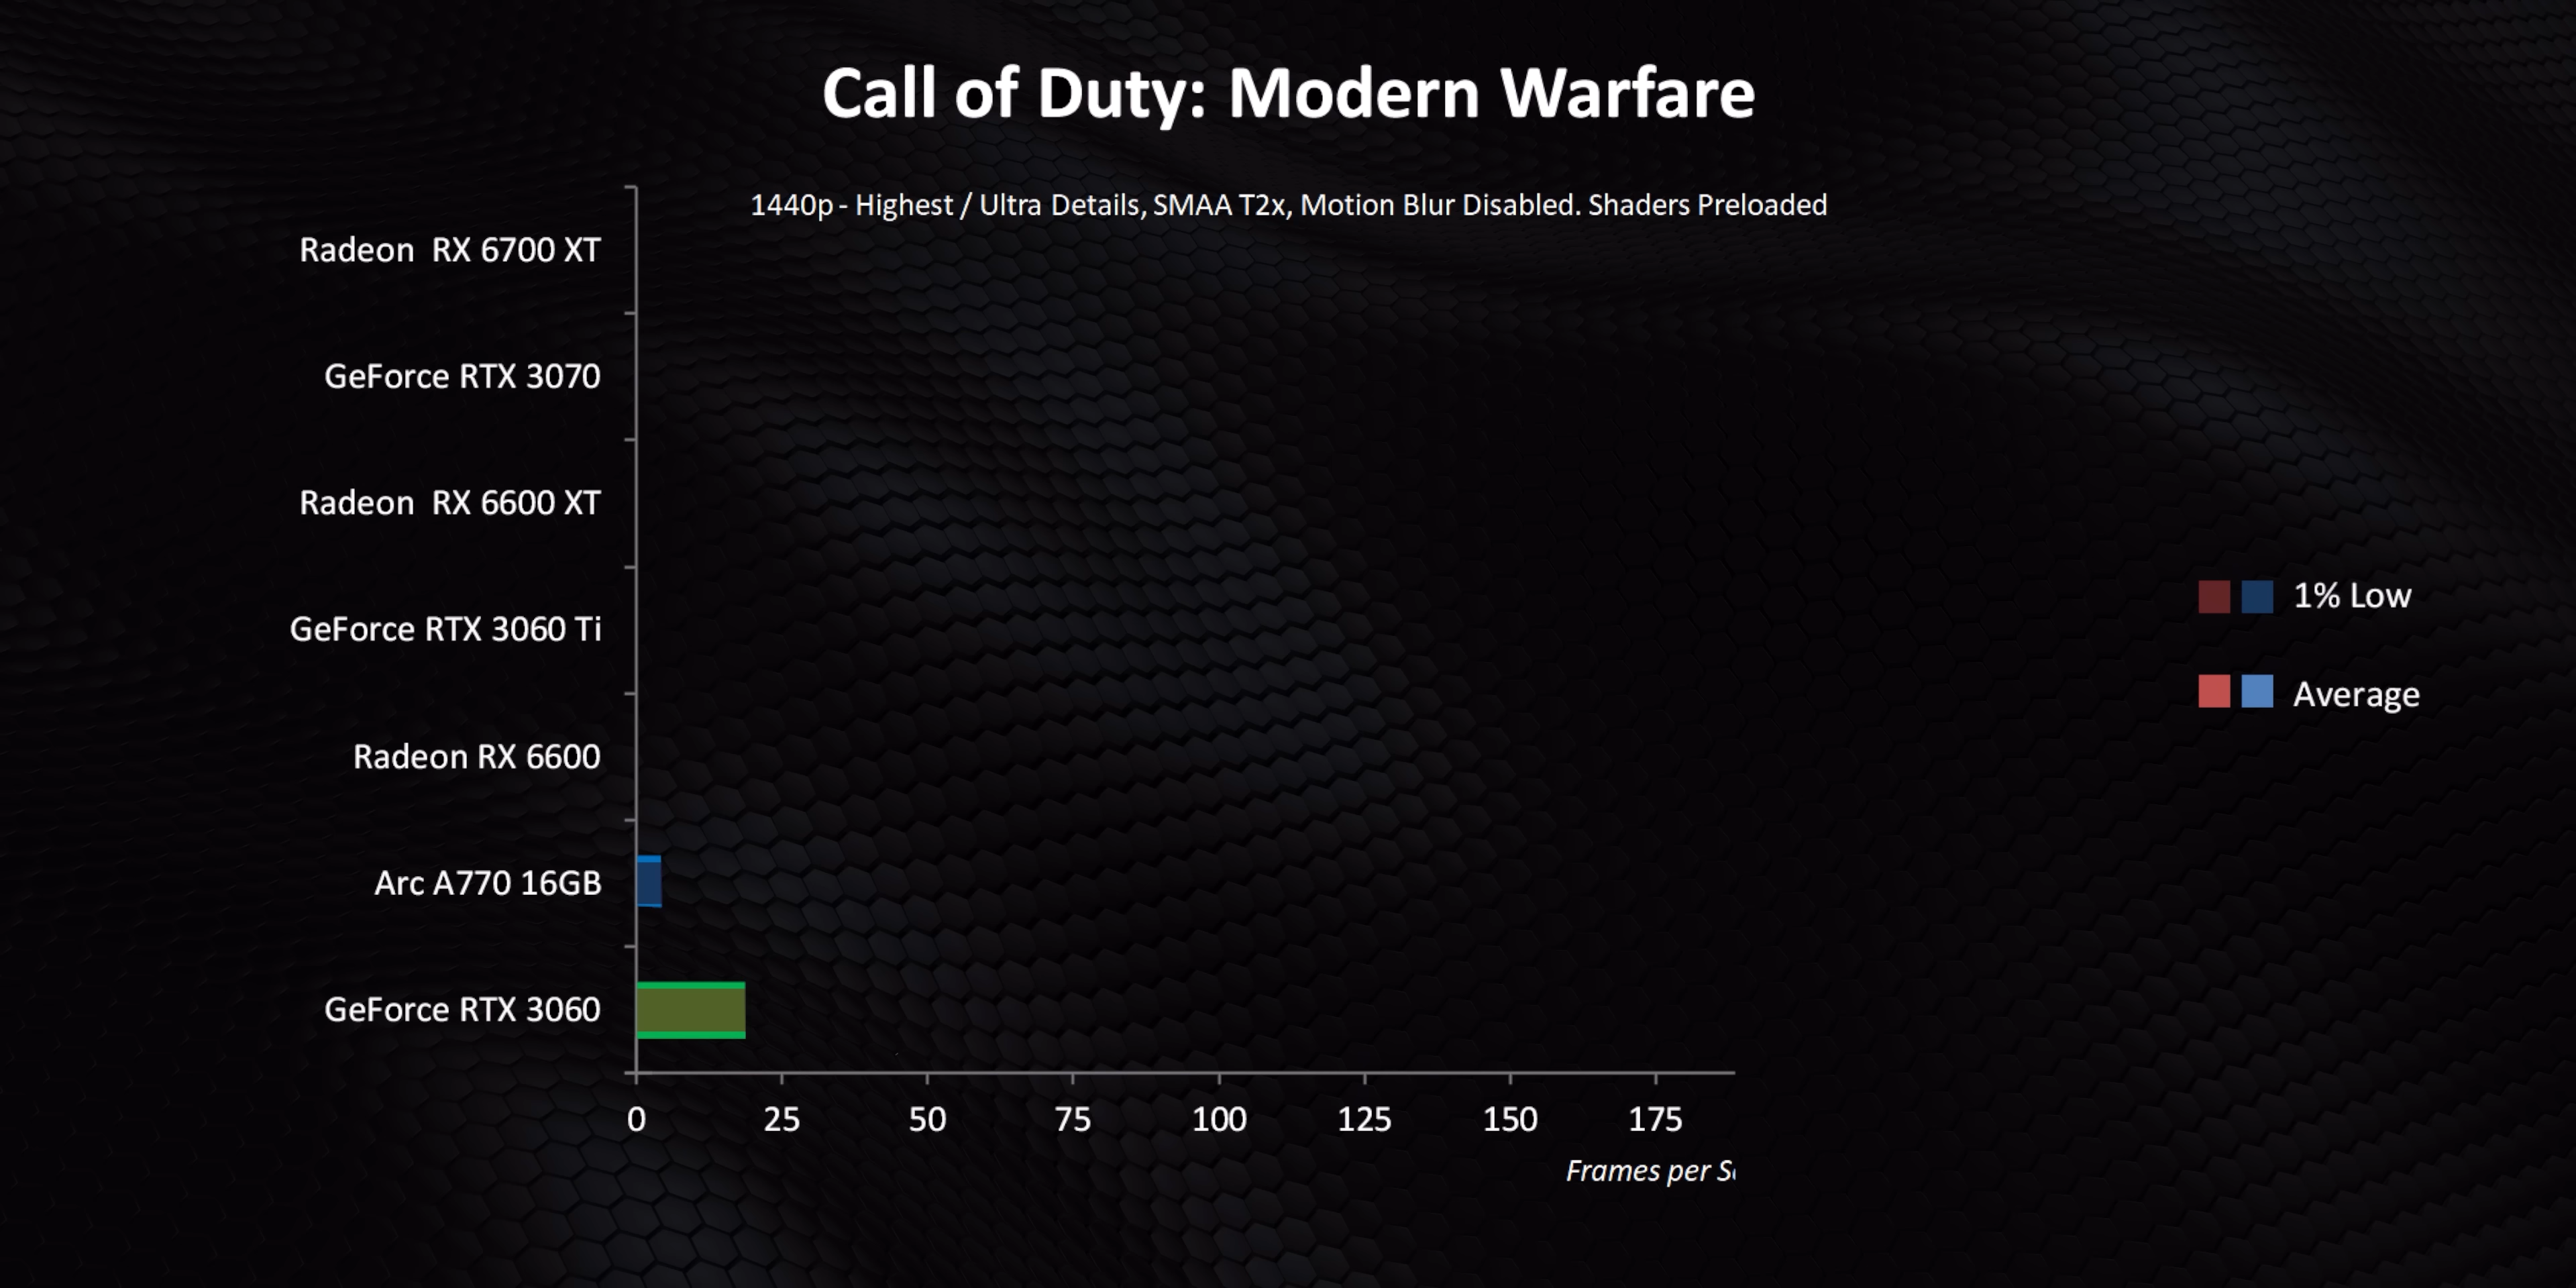 Call of Duty: Modern Warfare
1440p - Highest / Ultra Details, SMAA T2x, Motion Blur Disabled. Shaders Preloaded
Radeon  RX 6700 XT
GeForce RTX 3070
Radeon  RX 6600 XT
GeForce RTX 3060 Ti
Radeon RX 6600
Arc A770 16GB
GeForce RTX 3060
0 25 50 75 100 125 150 175
Frames per
1% Low
Average